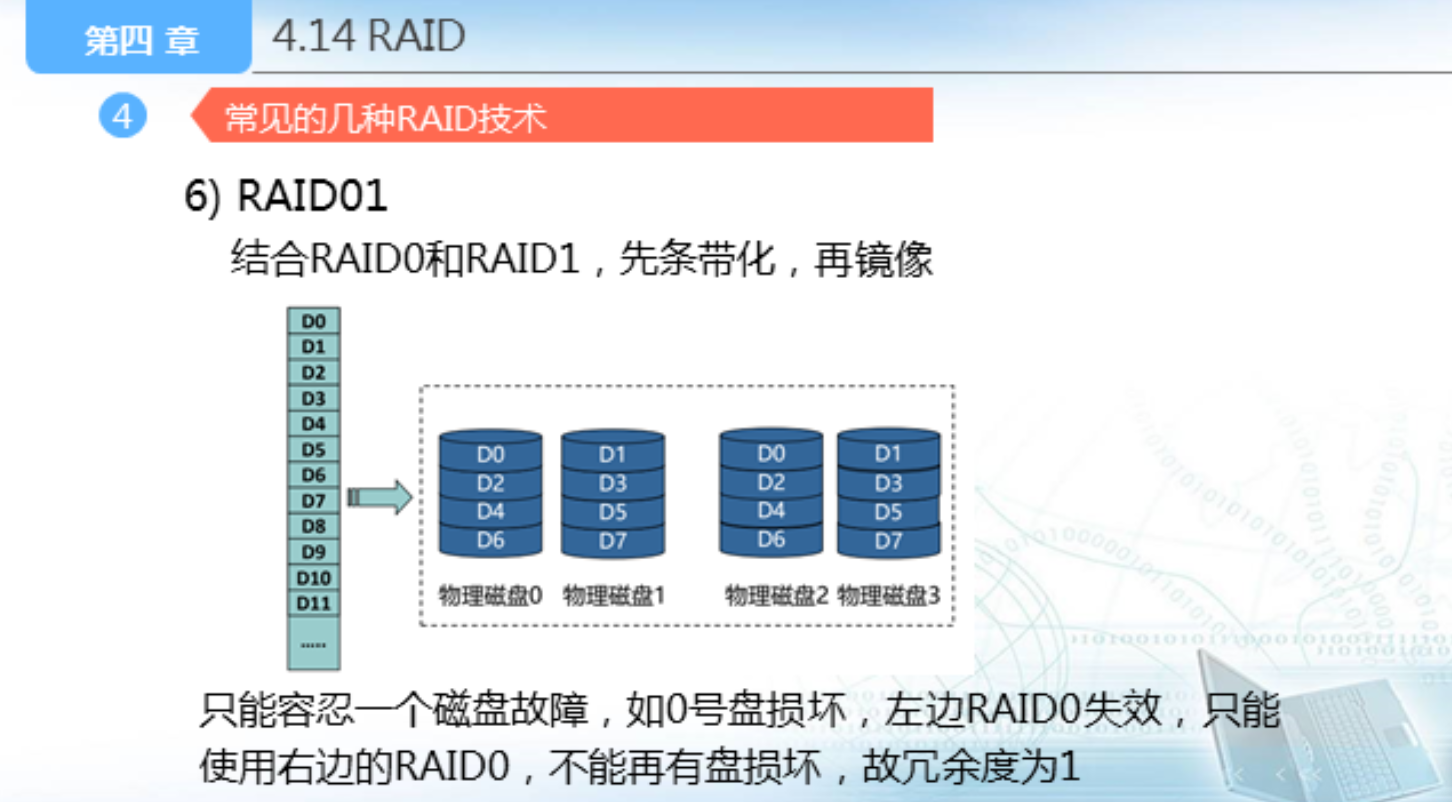 第四 章
4.14 RAID
4
常见的几种RAID技术
6) RAID01
结合RAID0和RAID1，先条带化，再镜像
D0
D1
D2
D3
D4
D5
D6
D7
D8
D9
D10
D11
.....
D0 D1 D0 D1
D2 D3 D2 D3
D4 D5 D4 D5
D6 D7 D6 D7
物理磁盘0 物理磁盘1 物理磁盘2 物理磁盘3
只能容忍一个磁盘故障，如0号盘损坏，左边RAID0失效，只能
使用右边的RAID0，不能再有盘损坏，故冗余度为1